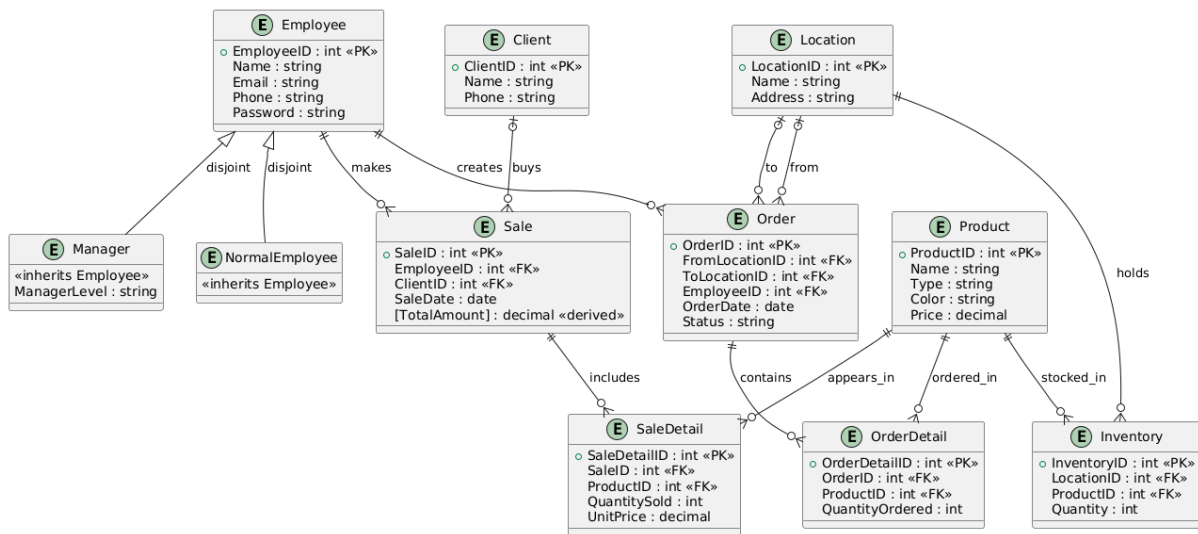 E Employee
EmployeeID : int «PK»
Name : string
Email : string
Phone : string
Password : string
E Client
ClientID : int «PK»
Name : string
Phone : string
E Location
LocationID : int «PK»
Name : string
Address : string
disjoint
disjoint
makes
creates
buys
to
from
holds
E Manager
«inherits Employee»
ManagerLevel : string
E NormalEmployee
«inherits Employee»
E Sale
SaleID : int «PK»
EmployeeID : int «FK»
ClientID : int «FK»
SaleDate : date
[TotalAmount] : decimal «derived»
E Order
OrderID : int «PK»
FromLocationID : int «FK»
ToLocationID : int «FK»
EmployeeID : int «FK»
OrderDate : date
Status : string
E Product
ProductID : int «PK»
Name : string
Type : string
Color : string
Price : decimal
includes
contains
appears_in
ordered_in
stocked_in
E SaleDetail
SaleDetailID : int «PK»
SaleID : int «FK»
ProductID : int «FK»
QuantitySold : int
UnitPrice : decimal
E OrderDetail
OrderDetailID : int «PK»
OrderID : int «FK»
ProductID : int «FK»
QuantityOrdered : int
E Inventory
InventoryID : int «PK»
LocationID : int «FK»
ProductID : int «FK»
Quantity : int